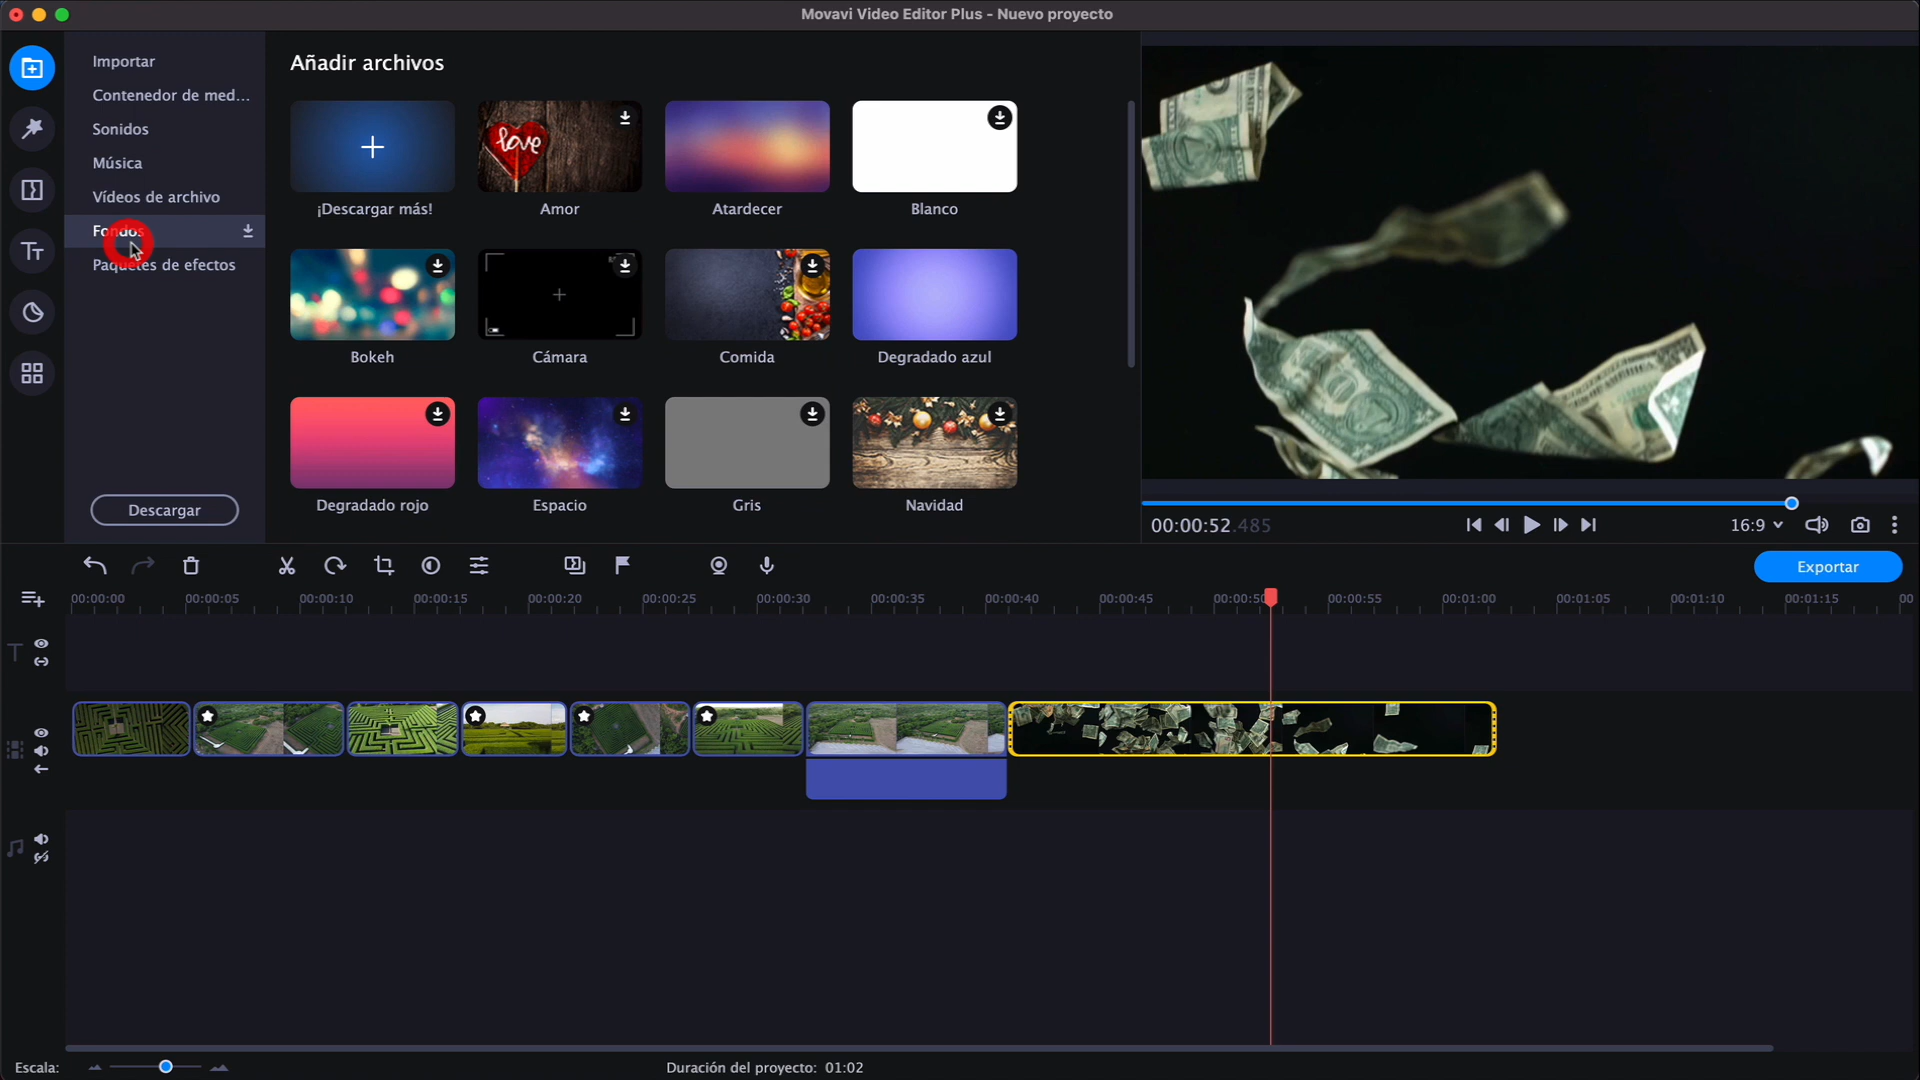 Movavi Video Editor Plus - Nuevo proyecto
Importar
Contenedor de med...
Sonidos
Música
Vídeos de archivo
Fondos
Paquetes de efectos
Descargar
Añadir archivos
love
¡Descargar más!
Amor
Atardecer
Blanco
Bokeh
Cámara
Comida
Degradado azul
Degradado rojo
Espacio
Gris
Navidad
00:00:52.485
16:9
Exportar
00:00:00
00:00:05
00:00:10
00:00:15
00:00:20
00:00:25
00:00:30
00:00:35
00:00:40
00:00:45
00:00:50
00:00:55
00:01:00
00:01:05
00:01:10
00:01:15
00
Escala:
Duración del proyecto: 01:02